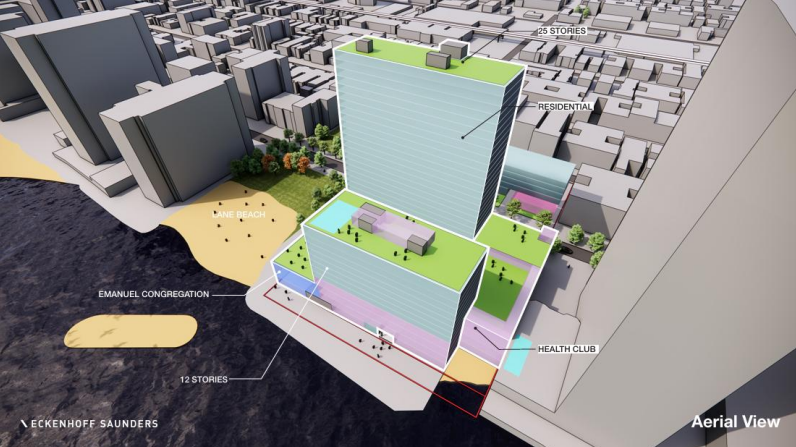 25 STORIES
RESIDENTIAL
LANE BEACH
EMANUEL CONGREGATION
HEALTH CLUB
12 STORIES
ECKENHOFF SAUNDERS
Aerial View